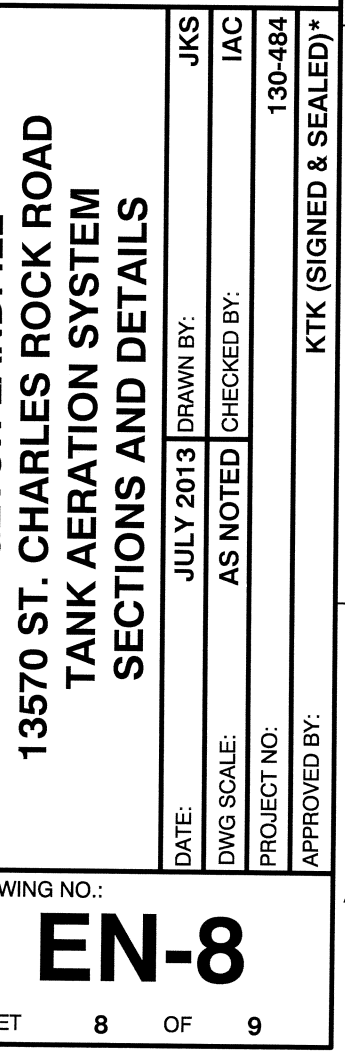 13570 ST. CHARLES ROCK ROAD
TANK AERATION SYSTEM
SECTIONS AND DETAILS
DATE: JULY 2013 DRAWN BY: JKS
DWG SCALE: AS NOTED CHECKED BY: IAC
PROJECT NO: 130-484
APPROVED BY: KTK (SIGNED & SEALED)*
WING NO.:
EN-8
ET 8 OF 9